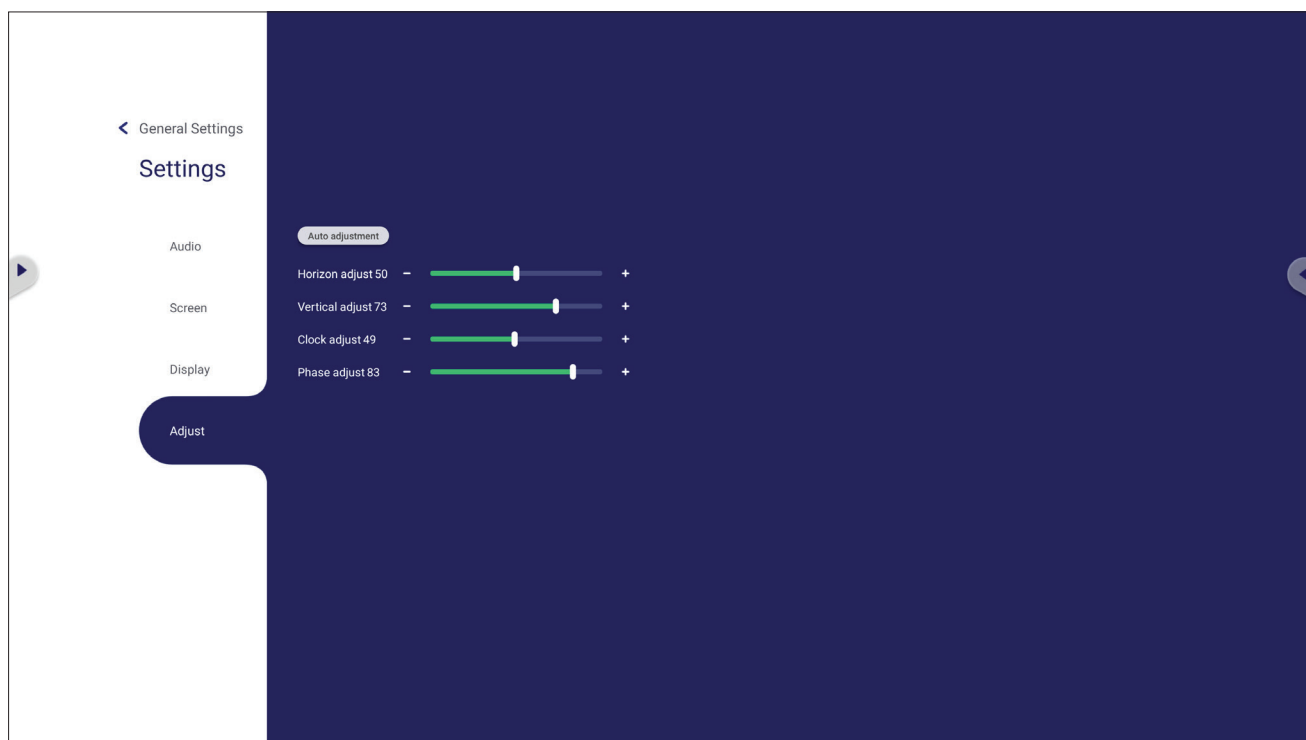 General Settings
Settings
Audio
Screen
Display
Adjust
Auto adjustment
Horizon adjust 50 - +
Vertical adjust 73 - +
Clock adjust 49 - +
Phase adjust 83 - +